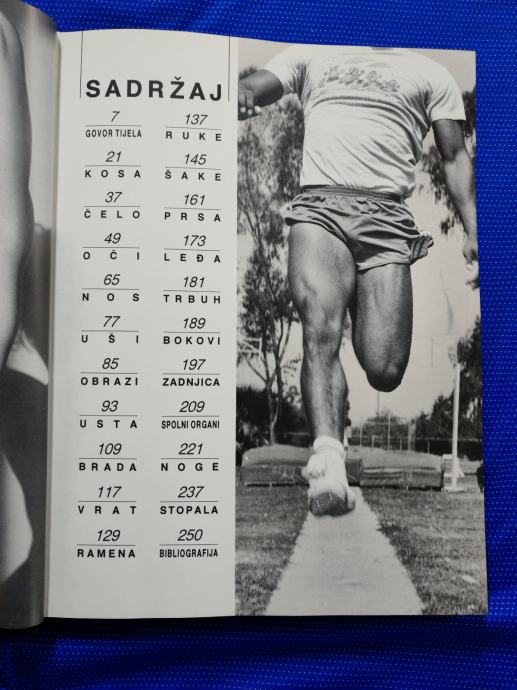 SADRŽAJ
7
GOVOR TIJELA
21
KOSA
37
ČELO
49
OČI
65
NOS
77
UŠI
85
OBRAZI
93
USTA
109
BRADA
117
VRAT
129
RAMENA
137
RUKE
145
ŠAKE
161
PRSA
173
LEĐA
181
TRBUH
189
BOKOVI
197
ZADNJICA
209
SPOLNI ORGANI
221
NOGE
237
STOPALA
250
BIBLIOGRAFIJA